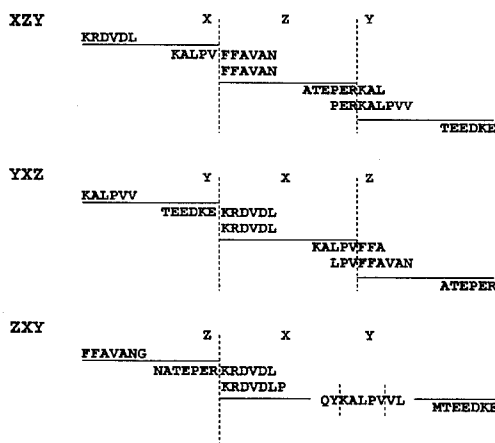 XZY X Z Y
KRDVDL
KALPV FFAVAN
FFAVAN
ATEPERKAL
PERKALPVV
TEEDKE
YXZ Y X Z
KALPVV
TEEDKE KRDVDL
KRDVDL
KALPVFFA
LPVFFAVAN
ATEPER
ZXY Z X Y
FFAVANG
NATEPER KRDVDL
KRDVDLP
QYKALPVVL
MTEEDKE